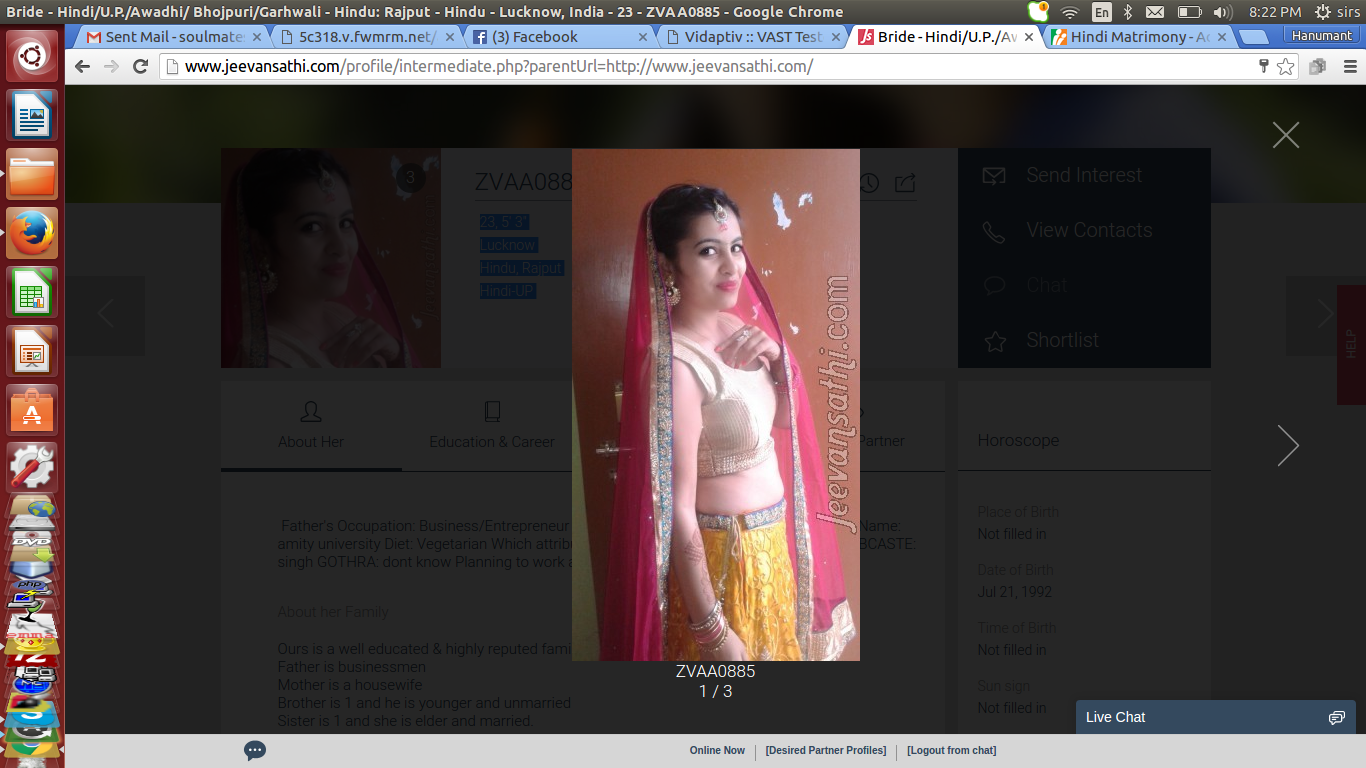 Bride - Hindi/U.P./Awadhi/ Bhojpuri/Garhwali - Hindu: Rajput - Hindu - Lucknow, India - 23 - ZVAA0885 - Google Chrome
En
8:22 PM
sirs
Sent Mail - soulmate
5c318.v.fwmrm.net/
(3) Facebook
Vidaptiv :: VAST Test
Bride - Hindi/U.P./Aw
Hindi Matrimony - Ad
Hanumant
www.jeevansathi.com/profile/intermediate.php?parentUrl=http://www.jeevansathi.com/
3
ZVAA088
23, 5' 3"
Lucknow
Hindu, Rajput
Hindi-UP
Send Interest
View Contacts
Chat
Shortlist
HELP
jeevansathi.com
About Her
Education & Career
Partner
Horoscope
Father's Occupation: Business/Entrepreneur
Name:
amity university Diet: Vegetarian Which attrib
BCASTE:
singh GOTHRA: dont know Planning to work a
About her Family
Ours is a well educated & highly reputed fami
Father is businessmen
Mother is a housewife
Brother is 1 and he is younger and unmarried
Sister is 1 and she is elder and married.
Place of Birth
Not filled in
Date of Birth
Jul 21, 1992
Time of Birth
Not filled in
Sun sign
Not filled in
ZVAA0885
1 / 3
Live Chat
Online Now
[Desired Partner Profiles]
[Logout from chat]